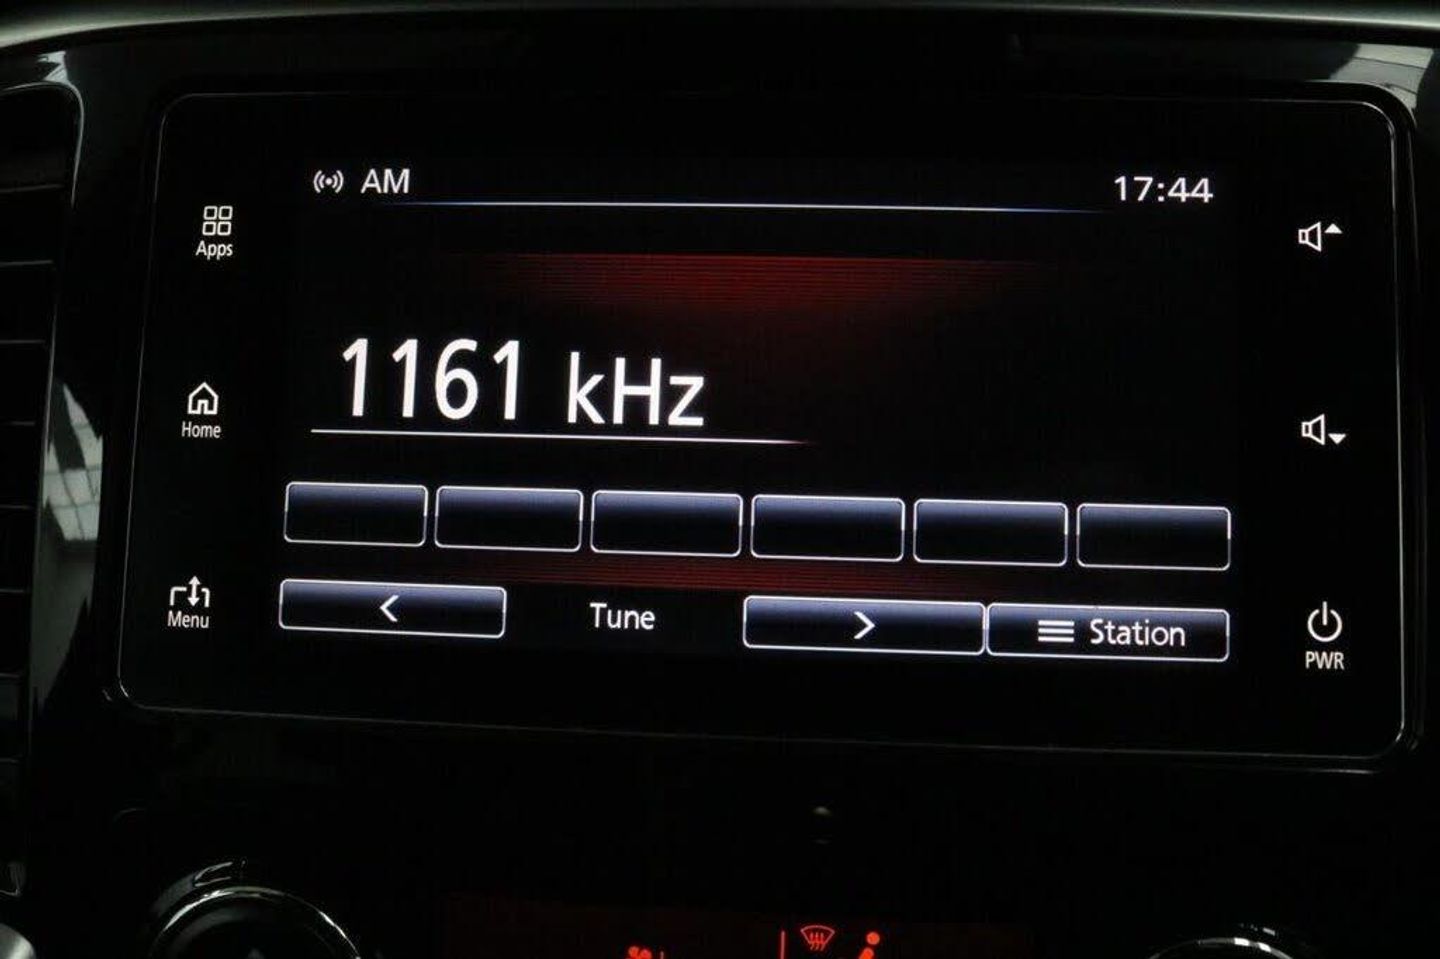 AM 17:44
Apps
1161 kHz
Home
Tune
Station
Menu
PWR